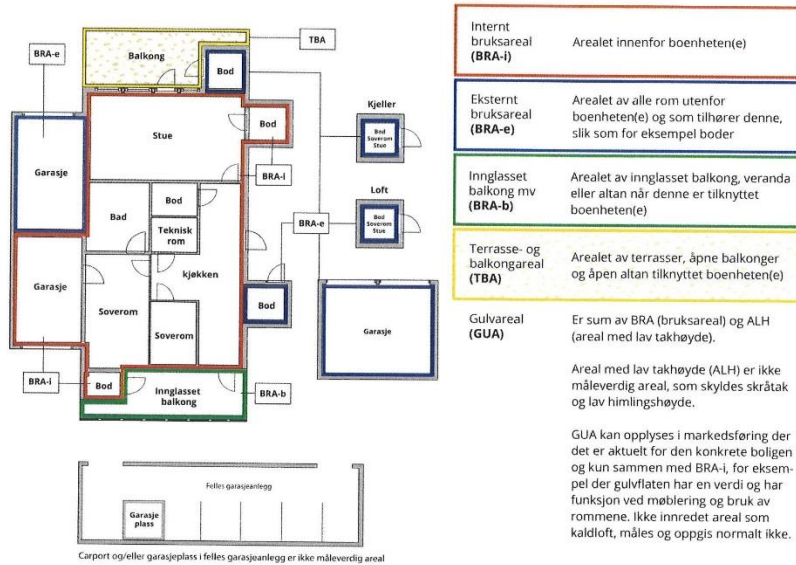 TBA
BRA-e
Balkong
Bod
Kjeller
Stue
Bod
Bod
Soverom
Stue
BRA-i
Garasje
Loft
Bod
Bad
BRA-e
Bod
Soverom
Stue
Teknisk
rom
kjøkken
Garasje
Bod
Garasje
Soverom
Soverom
BRA-i
Bod
Innglasset
balkong
BRA-b
Felles garasjeanlegg
Garasje
plass
Carport og/eller garasjeplass i felles garasjeanlegg er ikke måleverdig areal
Internt
bruksareal
(BRA-i)
Arealet innenfor boenheten(e)
Eksternt
bruksareal
(BRA-e)
Arealet av alle rom utenfor
boenheten(e) og som tilhører denne,
slik som for eksempel boder
Innglasset
balkong mv
(BRA-b)
Arealet av innglasset balkong, veranda
eller altan når denne er tilknyttet
boenheten(e)
Terrasse- og
balkongareal
(TBA)
Arealet av terrasser, åpne balkonger
og åpen altan tilknyttet boenheten(e)
Gulvareal
(GUA)
Er sum av BRA (bruksareal) og ALH
(areal med lav takhøyde).
Areal med lav takhøyde (ALH) er ikke
måleverdig areal, som skyldes skråtak
og lav himlingshøyde.
GUA kan opplyses i markedsføring der
det er aktuelt for den konkrete boligen
og kun sammen med BRA-i, for eksem-
pel der gulvflaten har en verdi og har
funksjon ved møblering og bruk av
rommene. Ikke innredet areal som
kaldloft, måles og oppgis normalt ikke.